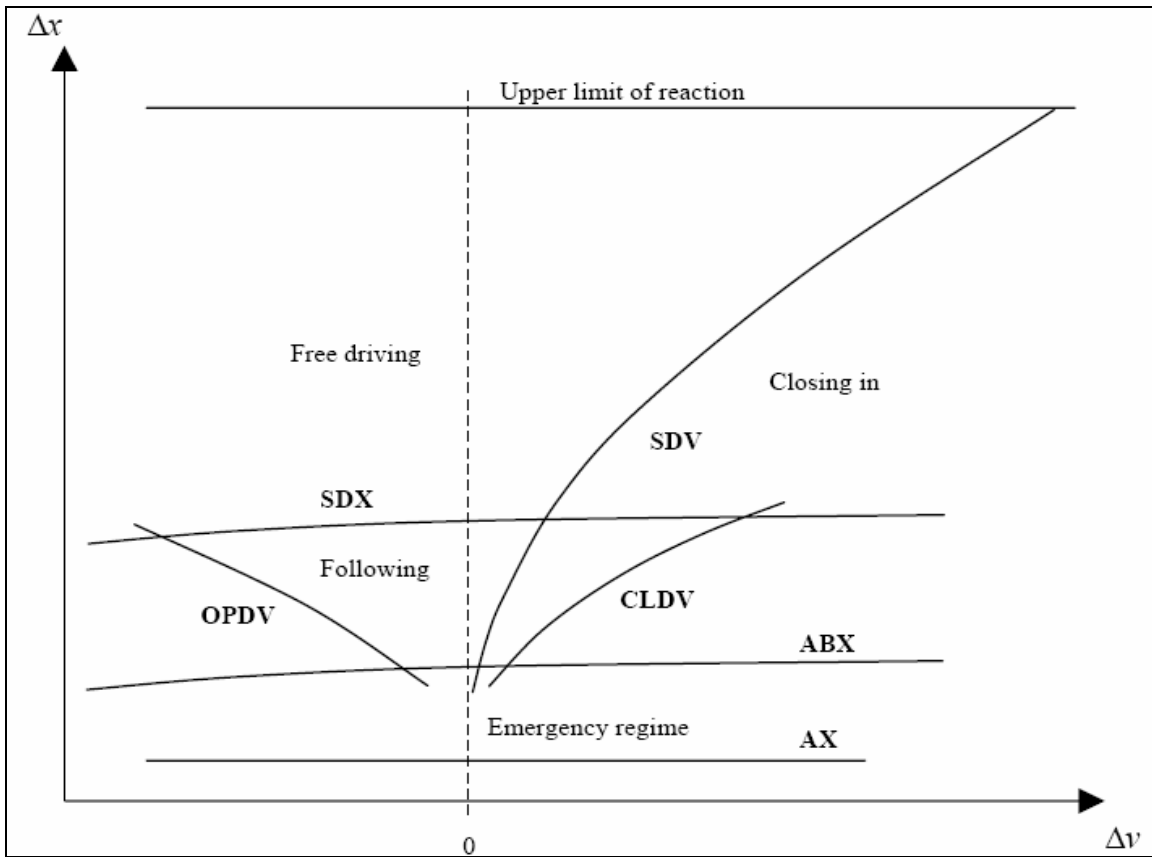 Δx
Upper limit of reaction
Free driving
Closing in
SDV
SDX
Following
OPDV
CLDV
ABX
Emergency regime
AX
0
Δv